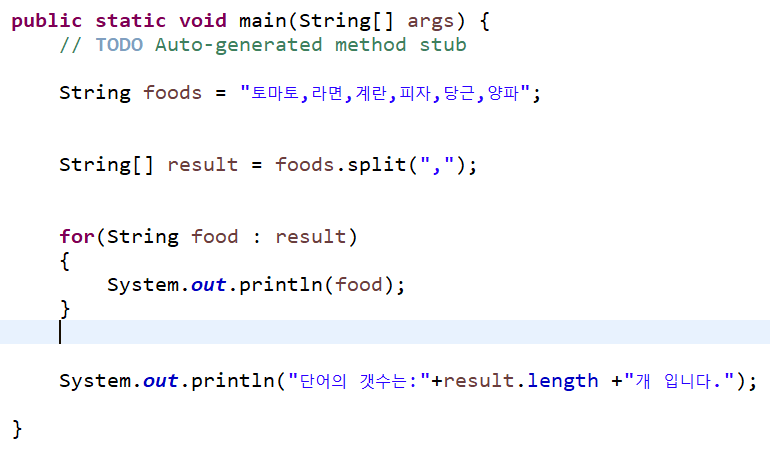 public static void main(String[] args) {
// TODO Auto-generated method stub
String foods = "토마토,라면,계란,피자,당근,양파";
String[] result = foods.split(",");
for(String food : result)
{
System.out.println(food);
}
System.out.println("단어의 갯수는:"+result.length +"개 입니다.");
}